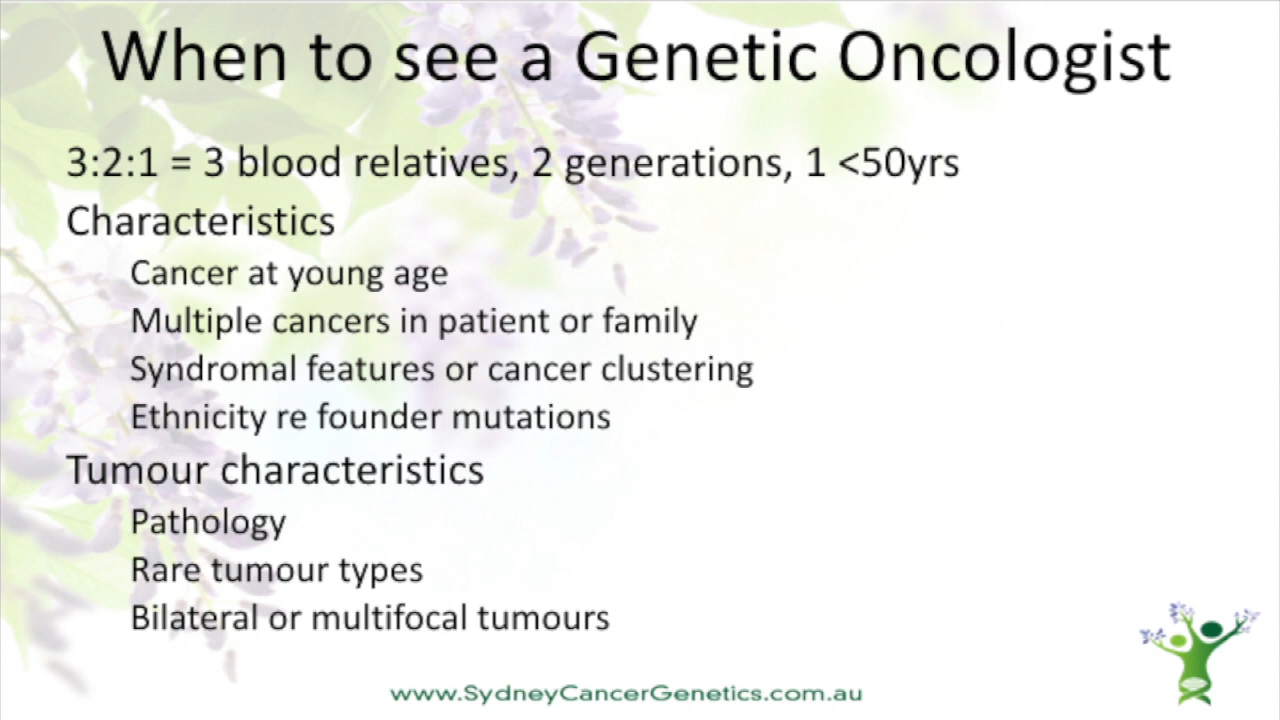 When to see a Genetic Oncologist
3:2:1 = 3 blood relatives, 2 generations, 1 <50yrs
Characteristics
Cancer at young age
Multiple cancers in patient or family
Syndromal features or cancer clustering
Ethnicity re founder mutations
Tumour characteristics
Pathology
Rare tumour types
Bilateral or multifocal tumours
www.SydneyCancerGenetics.com.au